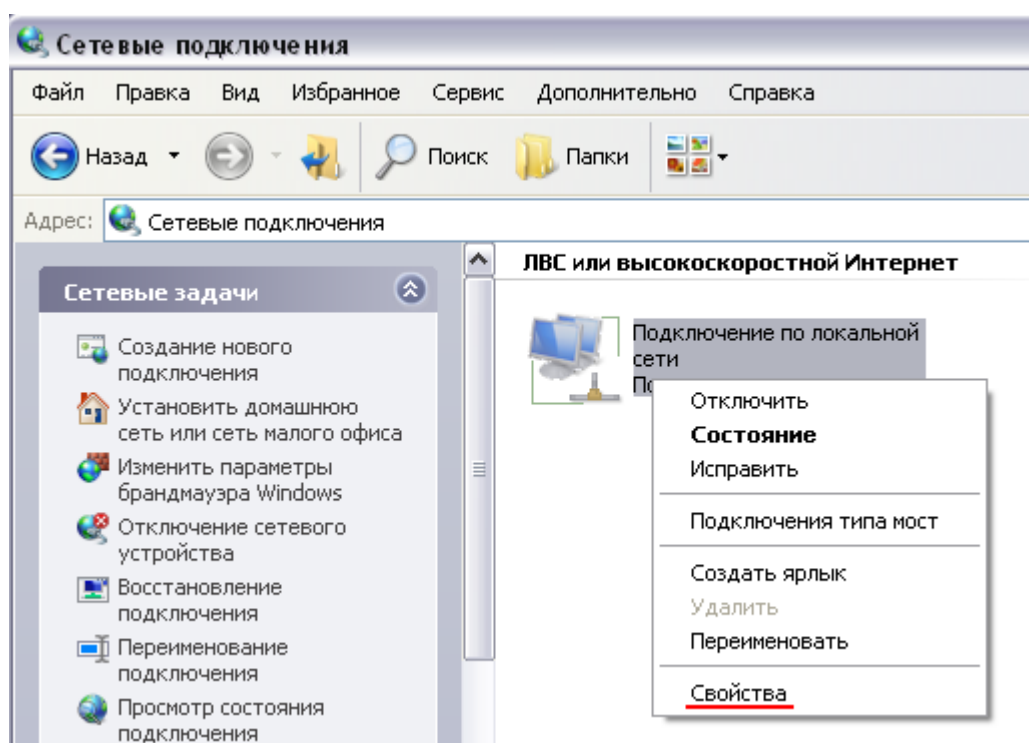 Сетевые подключения
Файл Правка Вид Избранное Сервис Дополнительно Справка
Назад Поиск Папки
Адрес: Сетевые подключения
Сетевые задачи
Создание нового
подключения
Установить домашнюю
сеть или сеть малого офиса
Изменить параметры
брандмауэра Windows
Отключение сетевого
устройства
Восстановление
подключения
Переименование
подключения
Просмотр состояния
подключения
ЛВС или высокоскоростной Интернет
Подключение по локальной
сети
Отключить
Состояние
Исправить
Подключения типа мост
Создать ярлык
Удалить
Переименовать
Свойства